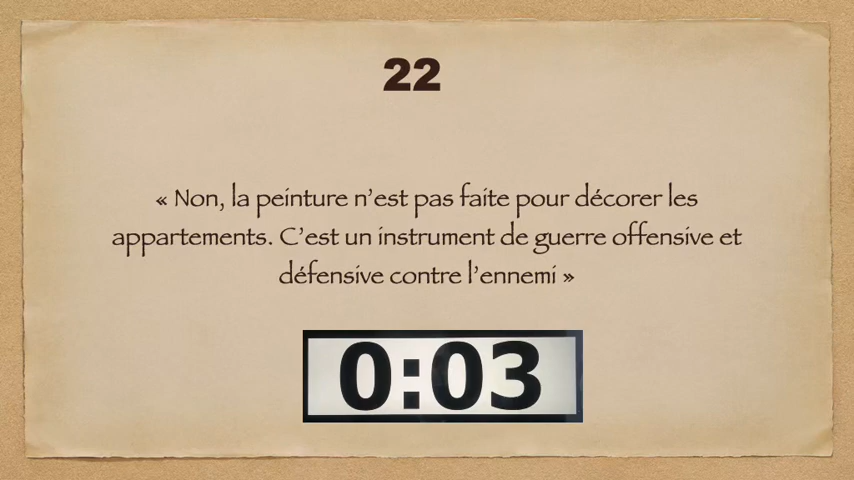 22
« Non, la peinture n’est pas faite pour décorer les
appartements. C’est un instrument de guerre offensive et
défensive contre l’ennemi »
0:03